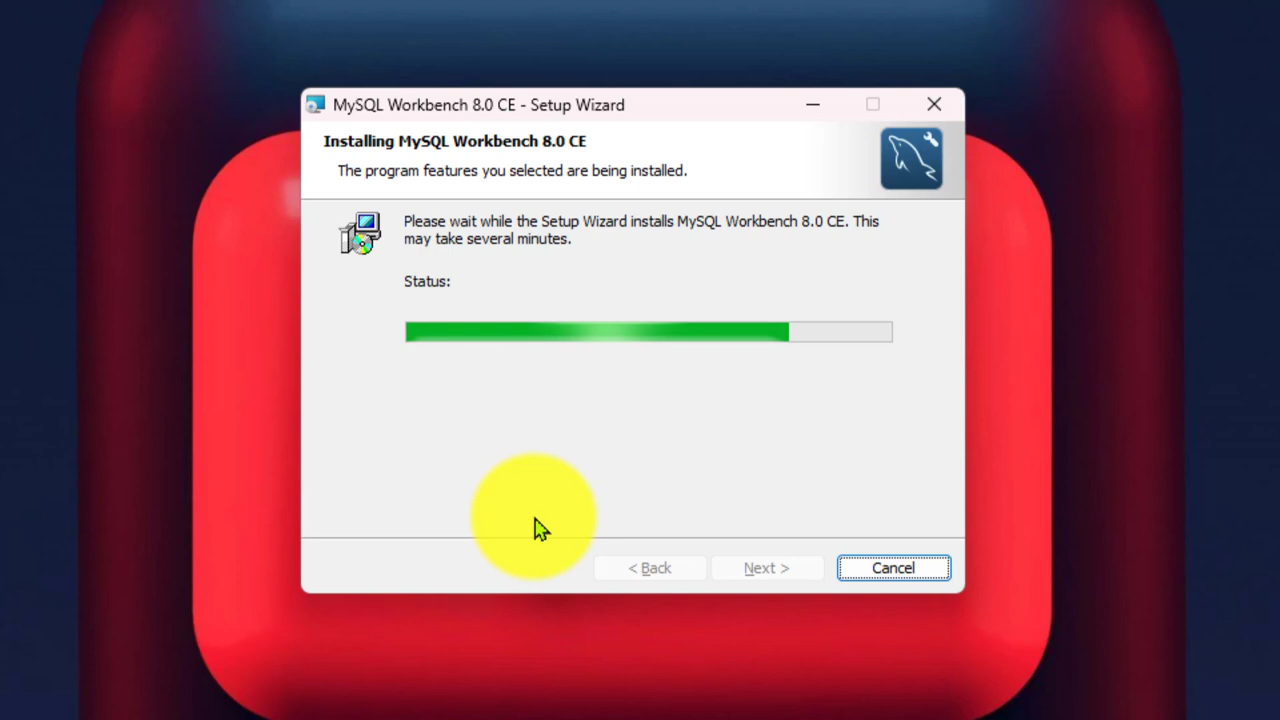 MySQL Workbench 8.0 CE - Setup Wizard
Installing MySQL Workbench 8.0 CE
The program features you selected are being installed.
Please wait while the Setup Wizard installs MySQL Workbench 8.0 CE. This
may take several minutes.
Status:
< Back Next > Cancel